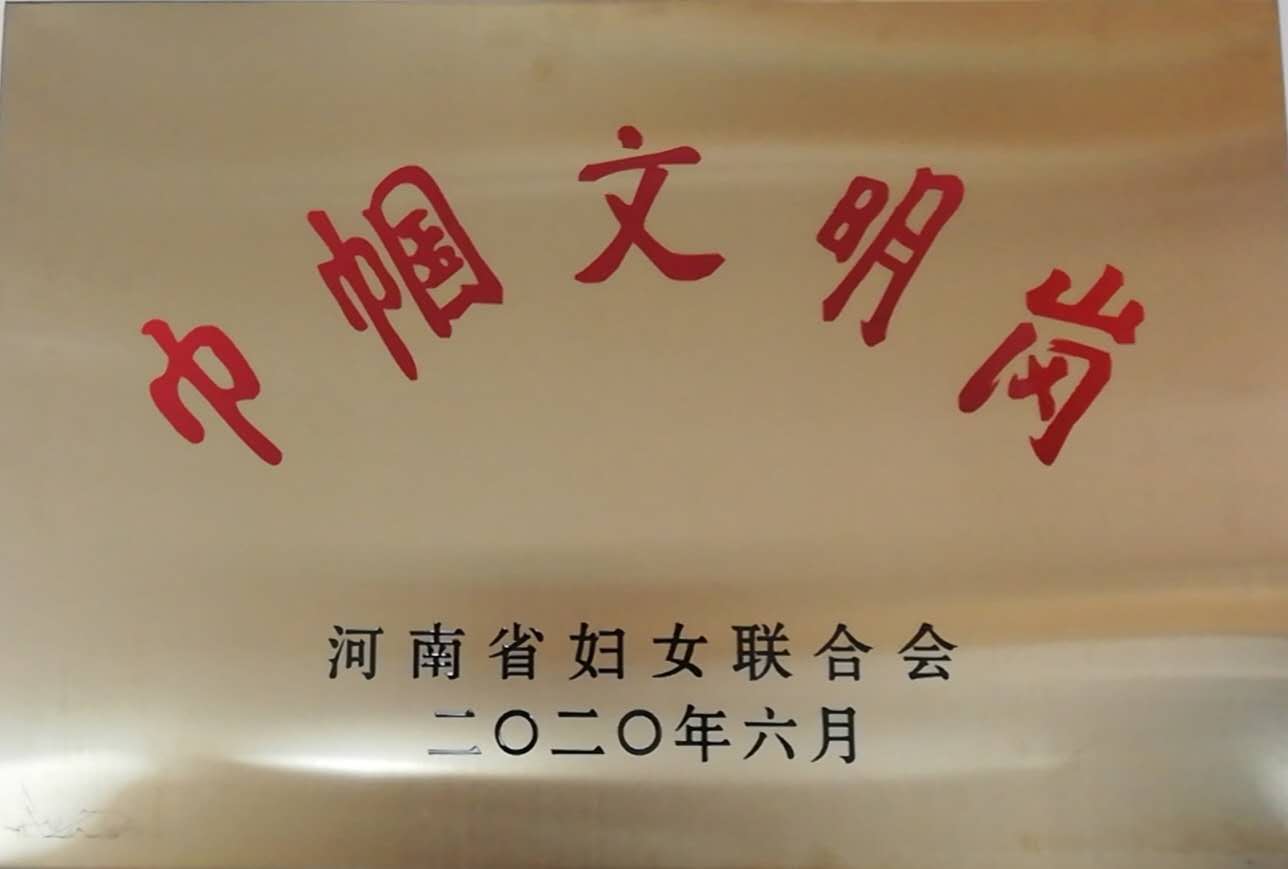 巾帼文明岗
河南省妇女联合会
二〇二〇年六月